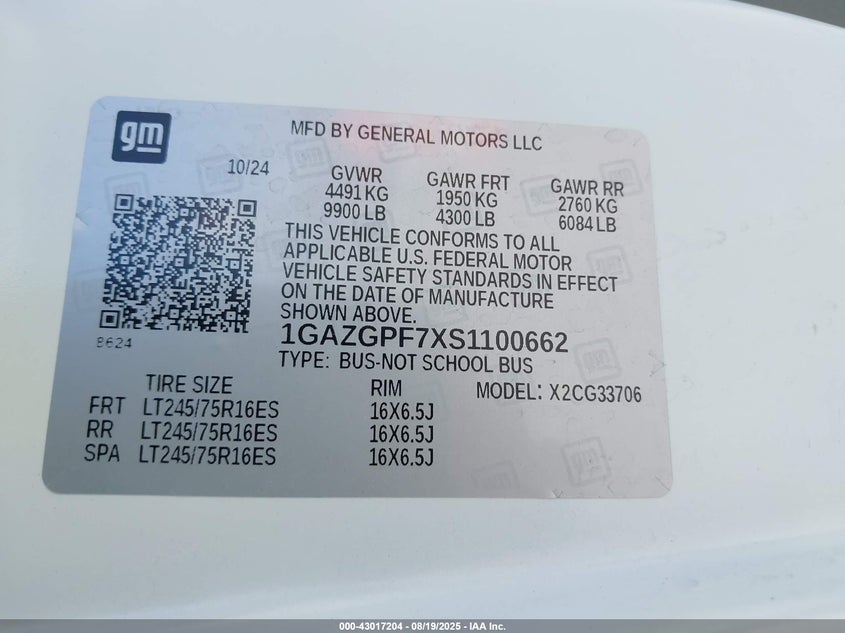 gm
MFD BY GENERAL MOTORS LLC
10/24
GVWR
4491 KG
9900 LB
GAWR FRT
1950 KG
4300 LB
GAWR RR
2760 KG
6084 LB
THIS VEHICLE CONFORMS TO ALL
APPLICABLE U.S. FEDERAL MOTOR
VEHICLE SAFETY STANDARDS IN EFFECT
ON THE DATE OF MANUFACTURE
SHOWN ABOVE.
8624
1GAZGPF7XS1100662
TYPE: BUS-NOT SCHOOL BUS
TIRE SIZE RIM MODEL: X2CG33706
FRT LT245/75R16ES 16X6.5J
RR LT245/75R16ES 16X6.5J
SPA LT245/75R16ES 16X6.5J
000-43017204 - 08/19/2025 - IAA Inc.